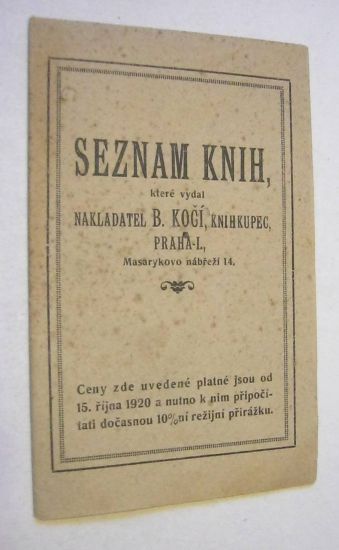 SEZNAM KNIH,
které vydal
NAKLADATEL B. KOČÍ, KNIHKUPEC,
PRAHA-I.,
Masarykovo nábřeží 14.
Ceny zde uvedené platné jsou od
15. října 1920 a nutno k nim připočí-
tati dočasnou 10%ní režijní přirážku.